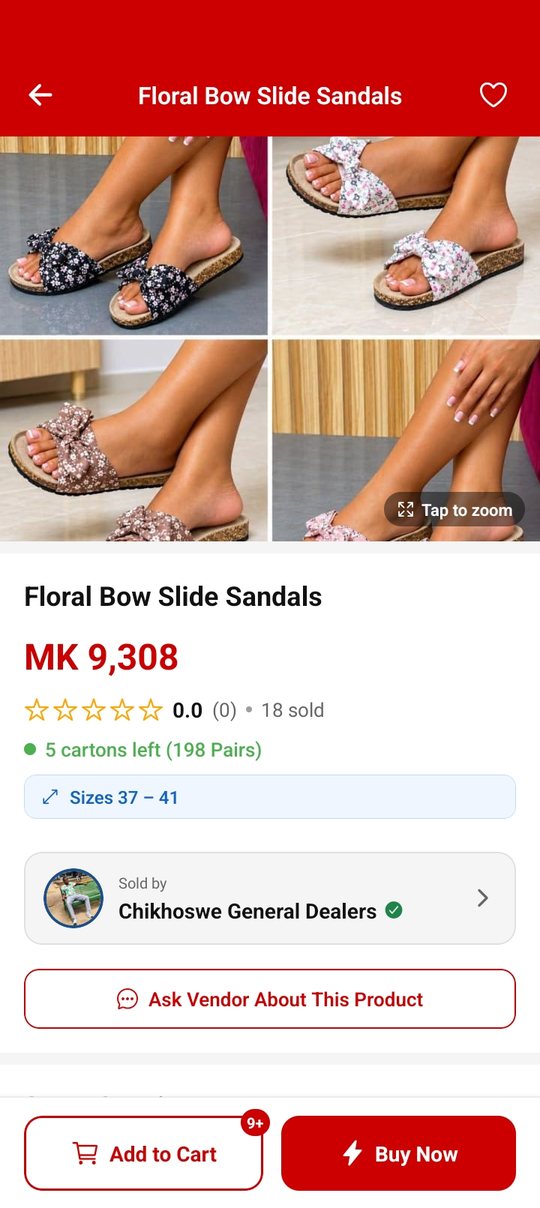 Floral Bow Slide Sandals
Tap to zoom
Floral Bow Slide Sandals
MK 9,308
0.0 (0) • 18 sold
5 cartons left (198 Pairs)
Sizes 37 – 41
Sold by
Chikhoswe General Dealers
Ask Vendor About This Product
9+
Add to Cart
Buy Now